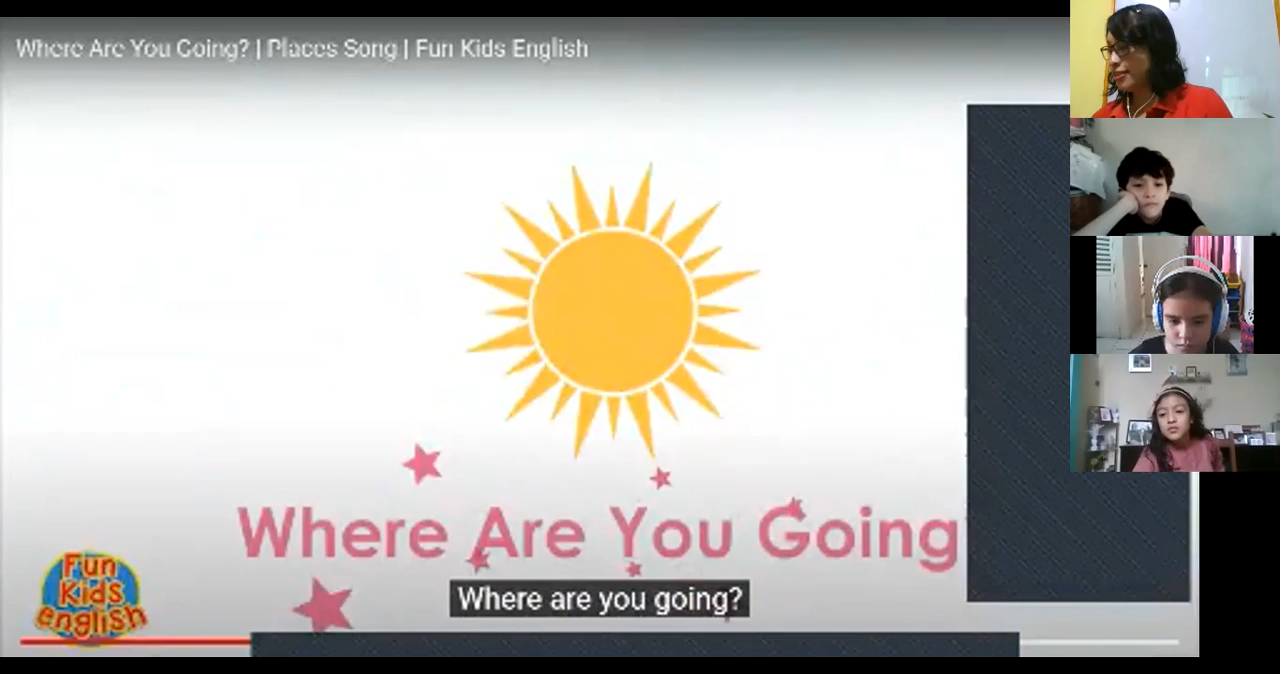 Where Are You Going? | Places Song | Fun Kids English
Where Are You Going
Where are you going?
Fun
Kids
english